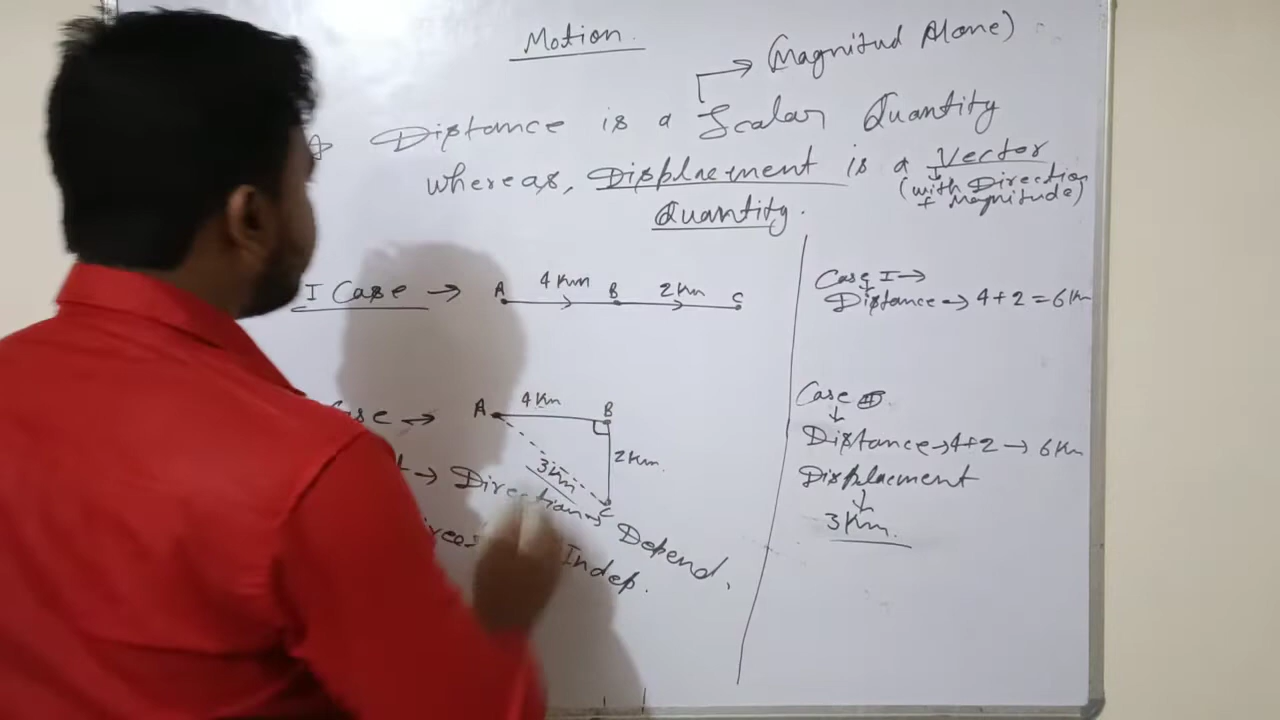 Motion.
(Magnitud Alone)
Distance is a Scalar Quantity
whereas, Displacement is a Vector
(with Direction
+ Magnitude)
Quantity.
I Case → A 4 Km B 2 Km C
Case I →
Distance → 4 + 2 = 6 Km
Case → A 4 Km B
2 Km.
3 Km
C
Case II.
Distance → 4+2 → 6 Km
Displacement
3 Km.
→ Direction → Depend.
Indep.